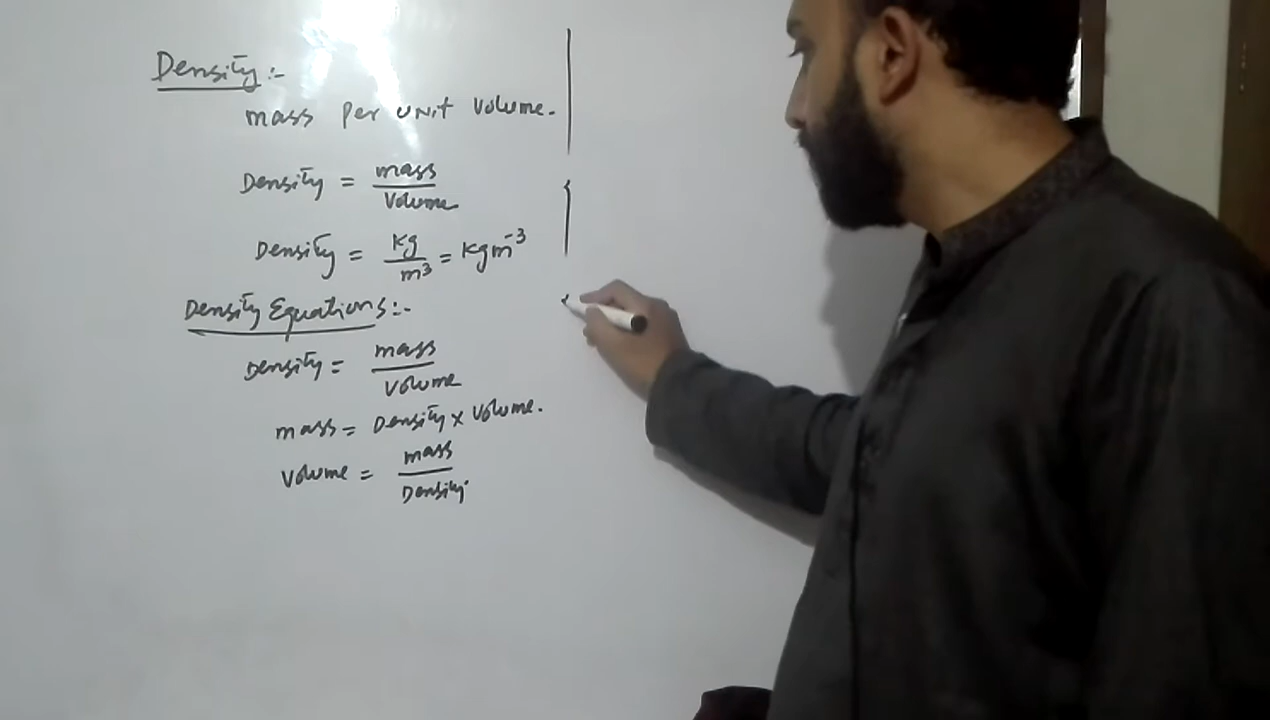 Density :-
mass per unit volume.
Density = mass / volume
Density = kg / m³ = kgm⁻³
Density Equations :-
Density = mass / volume
mass = Density × volume.
volume = mass / Density.